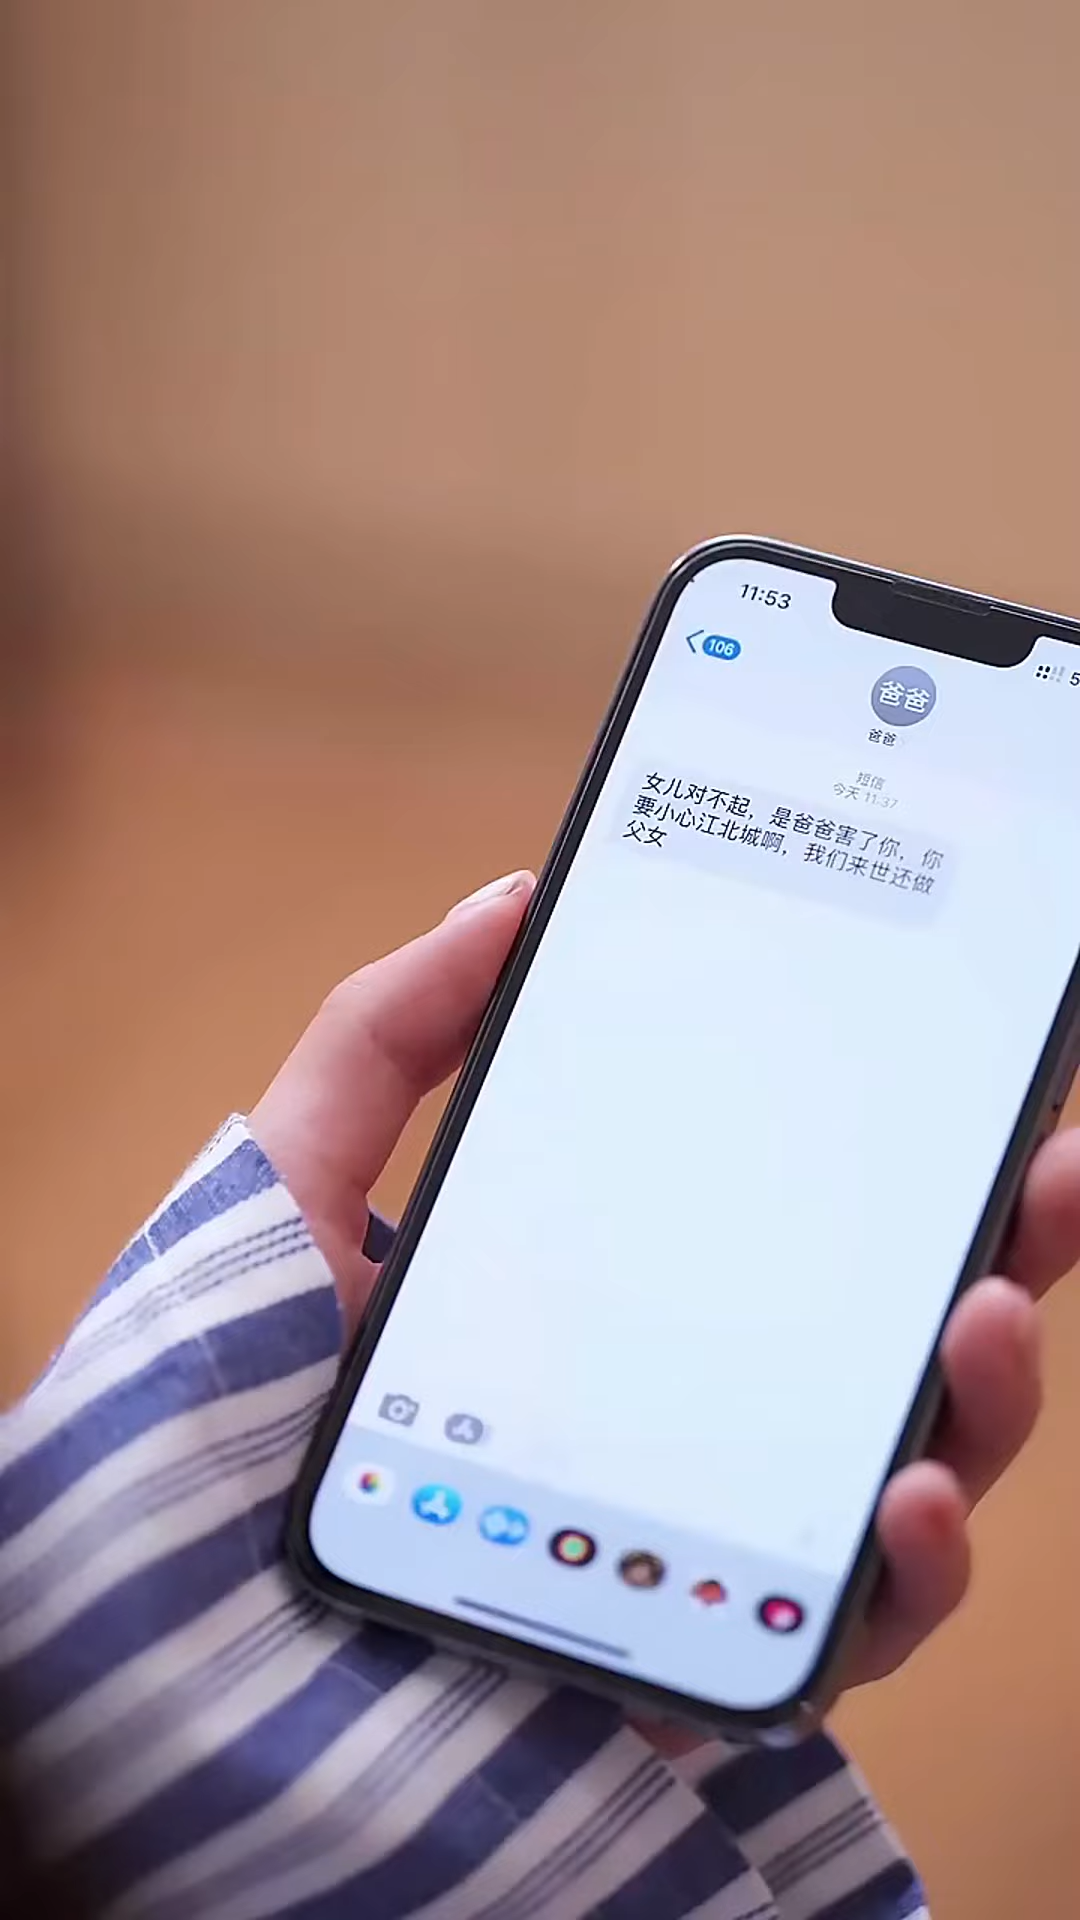 11:53
5
106
爸爸
爸爸
短信
今天 11:37
女儿对不起，是爸爸害了你，你
要小心江北城啊，我们来世还做
父女